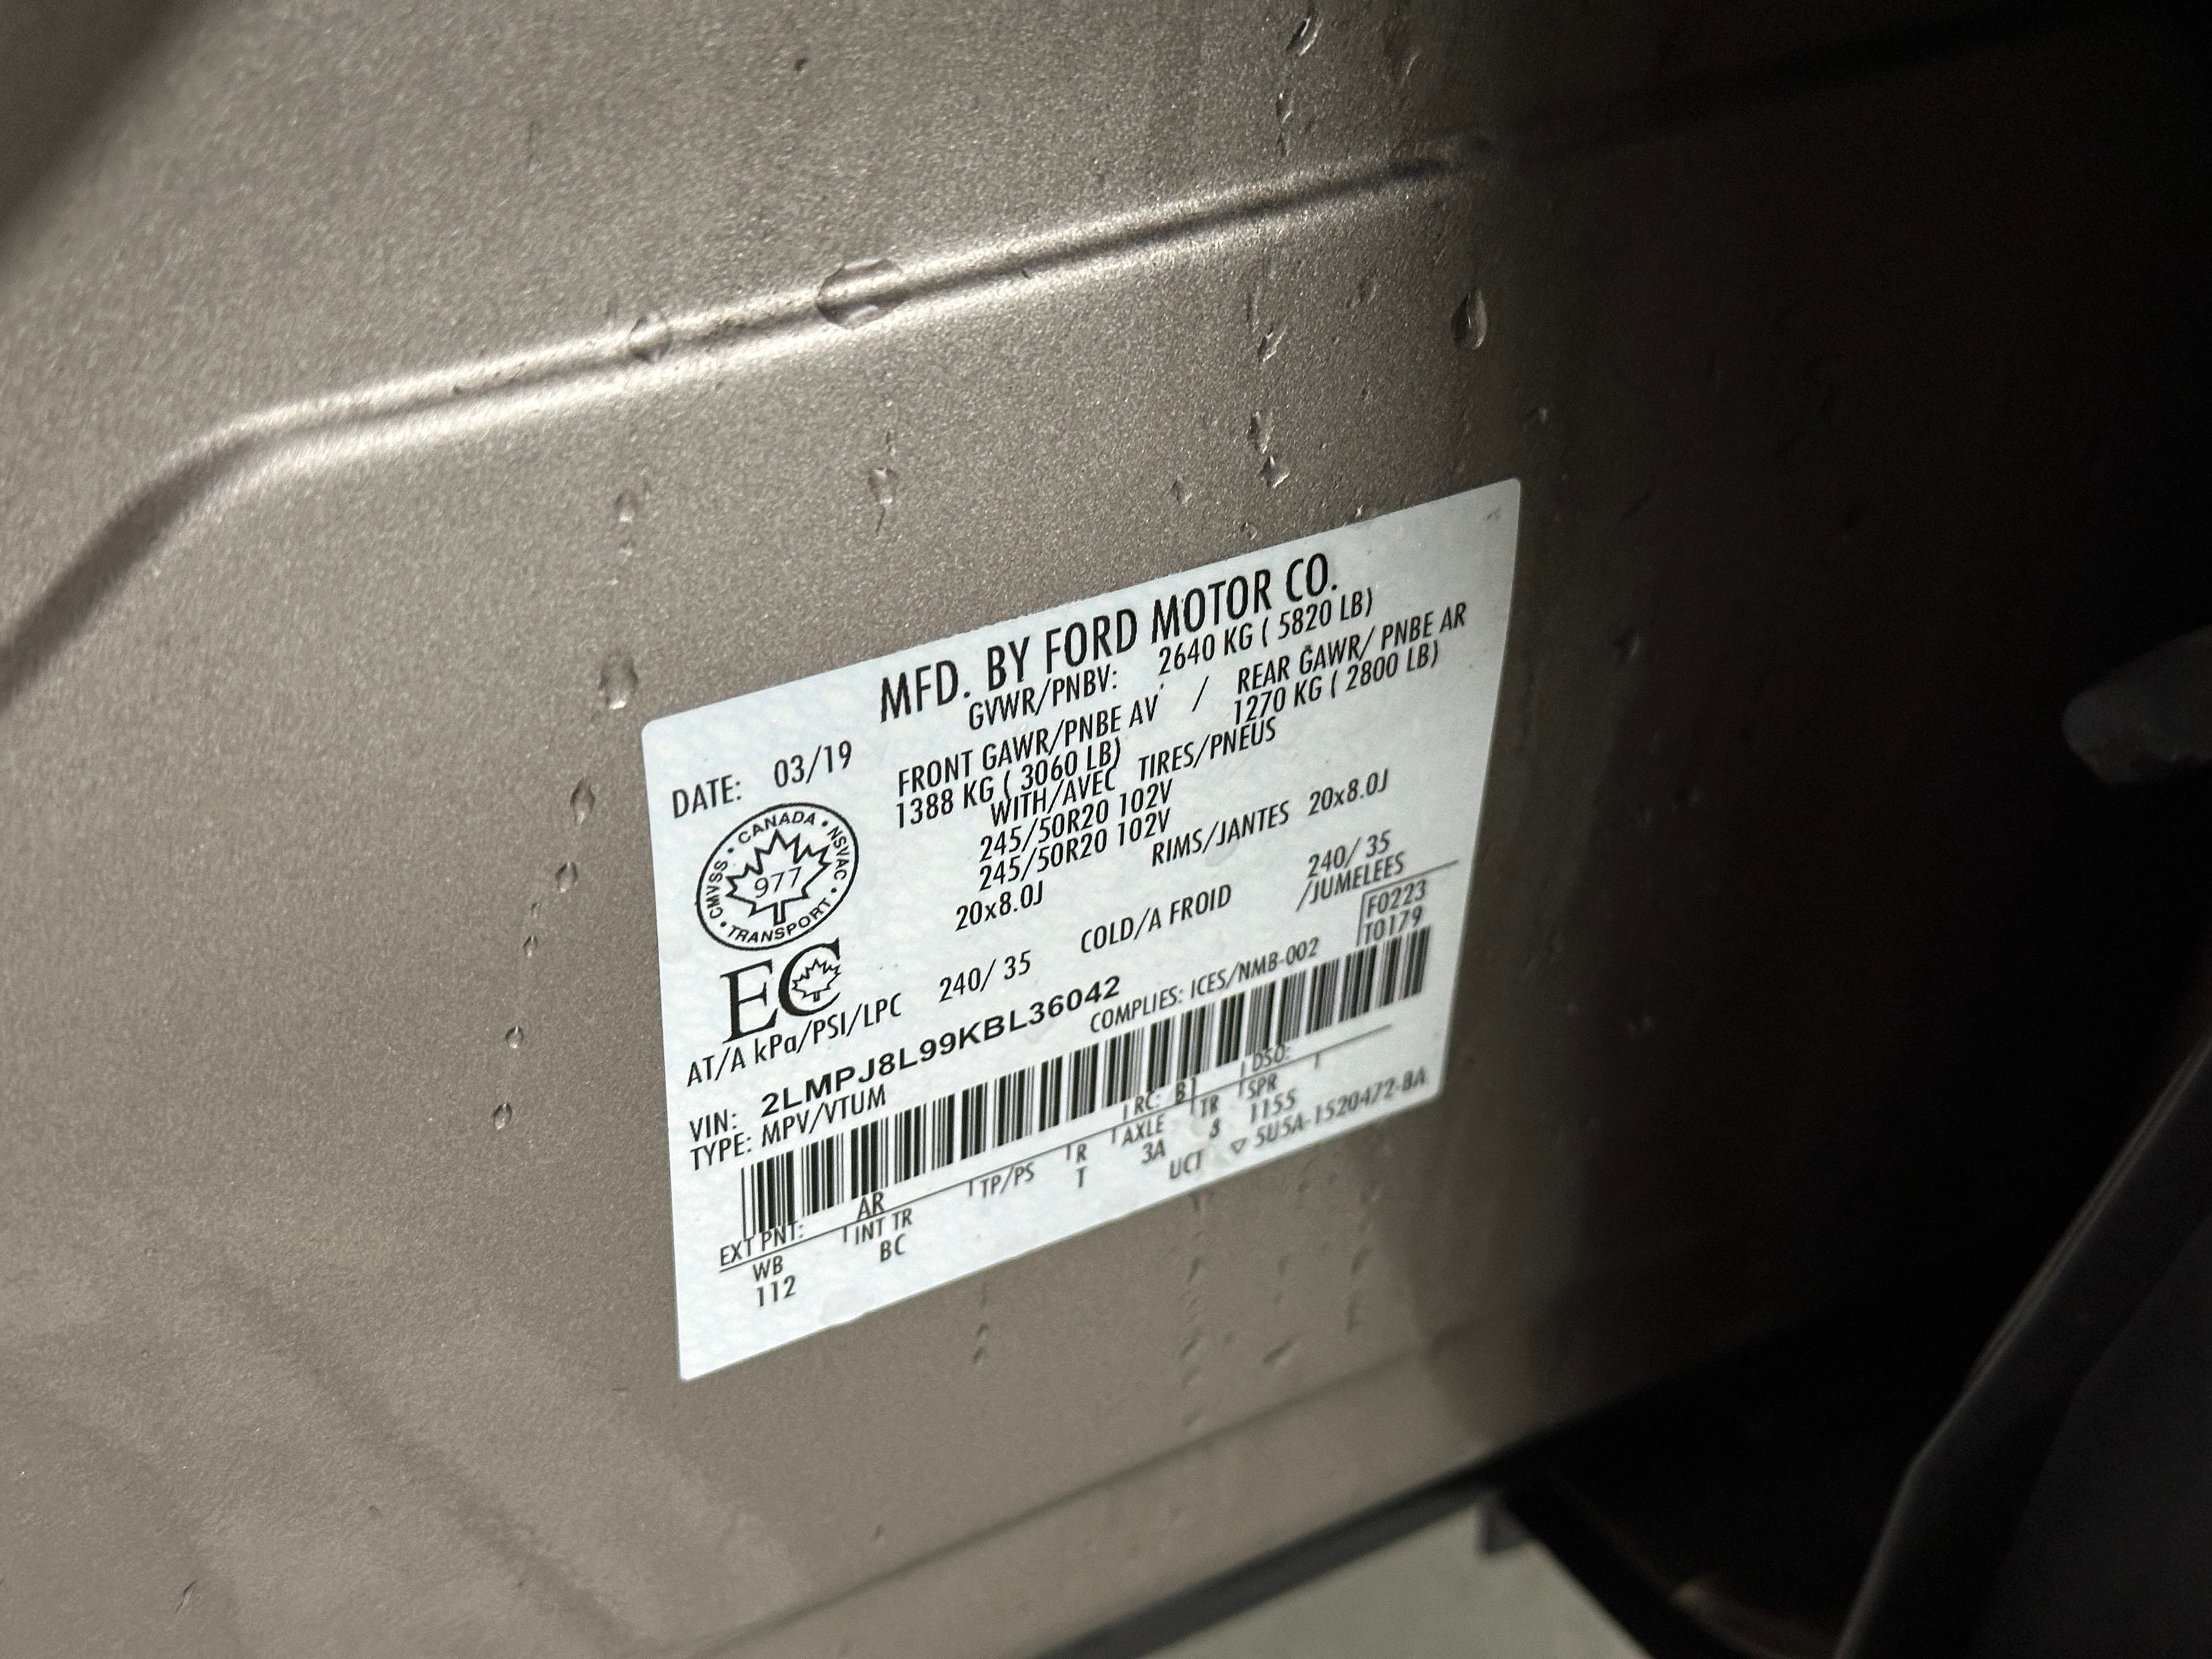 MFD. BY FORD MOTOR CO.
DATE: 03/19
GVWR/PNBV: 2640 KG ( 5820 LB)
FRONT GAWR/PNBE AV / REAR GAWR/ PNBE AR
1388 KG ( 3060 LB) 1270 KG ( 2800 LB)
WITH/AVEC TIRES/PNEUS
245/50R20 102V
245/50R20 102V
20x8.0J RIMS/JANTES 20x8.0J
CANADA • NSVAC • TRANSPORT • CMVSS •
977
EC
AT/A kPa/PSI/LPC 240/ 35 COLD/A FROID 240/ 35
/JUMELEES
F0223
T0179
VIN: 2LMPJ8L99KBL36042
COMPLIES: ICES/NMB-002
TYPE: MPV/VTUM
EXT PNT: AR RC: B1 DSO:
WB INT TR TP/PS R AXLE TR SPR
112 BC T 3A 8 1155
UCT ▽ 5U5A-1520472-BA